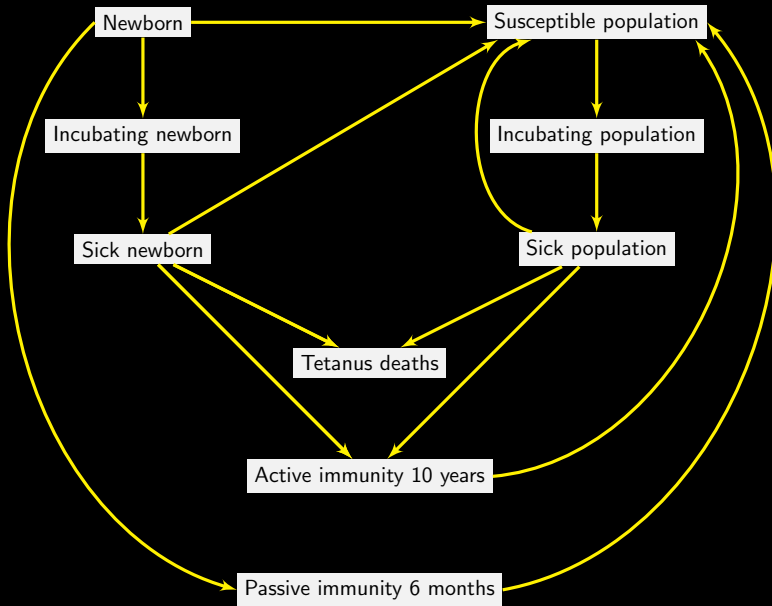 Newborn
Susceptible population
Incubating newborn
Incubating population
Sick newborn
Sick population
Tetanus deaths
Active immunity 10 years
Passive immunity 6 months